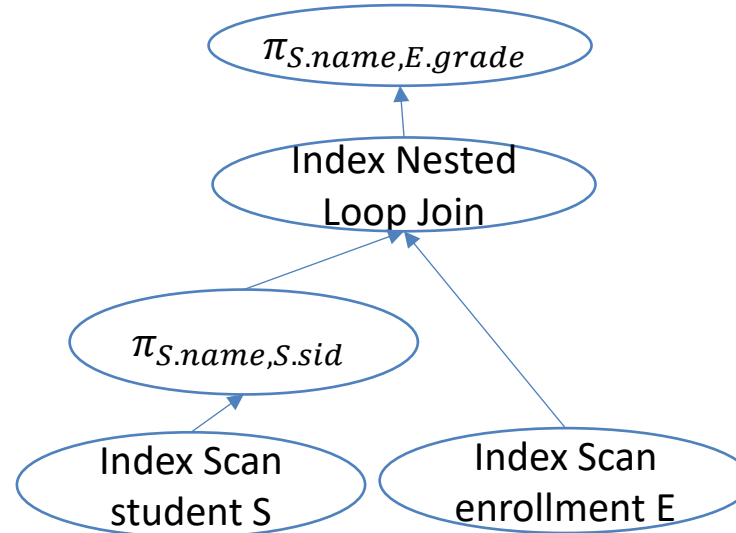 π_{S.name,E.grade}
Index Nested
Loop Join
π_{S.name,S.sid}
Index Scan
student S
Index Scan
enrollment E